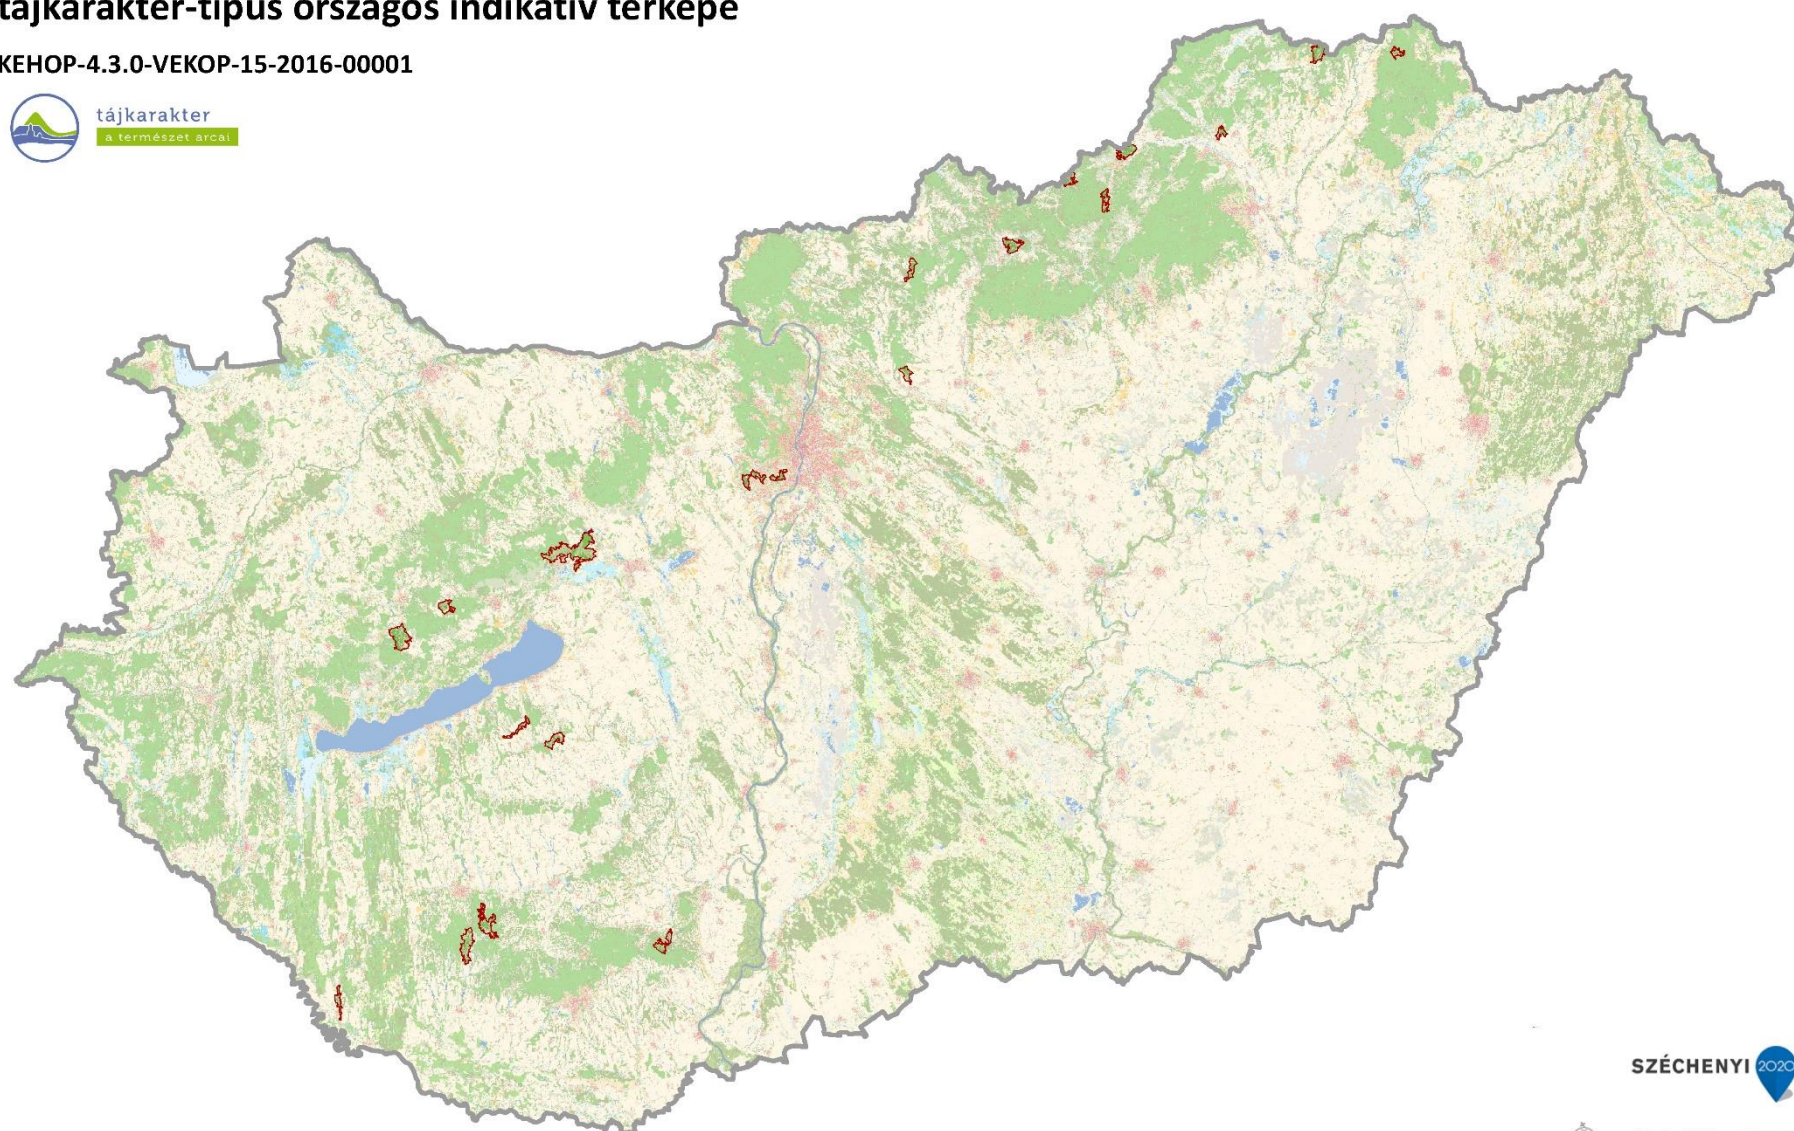 tájkarakter-típus országos indikatív térképe
KEHOP-4.3.0-VEKOP-15-2016-00001
tájkarakter
a természet arcai
SZÉCHENYI 2020